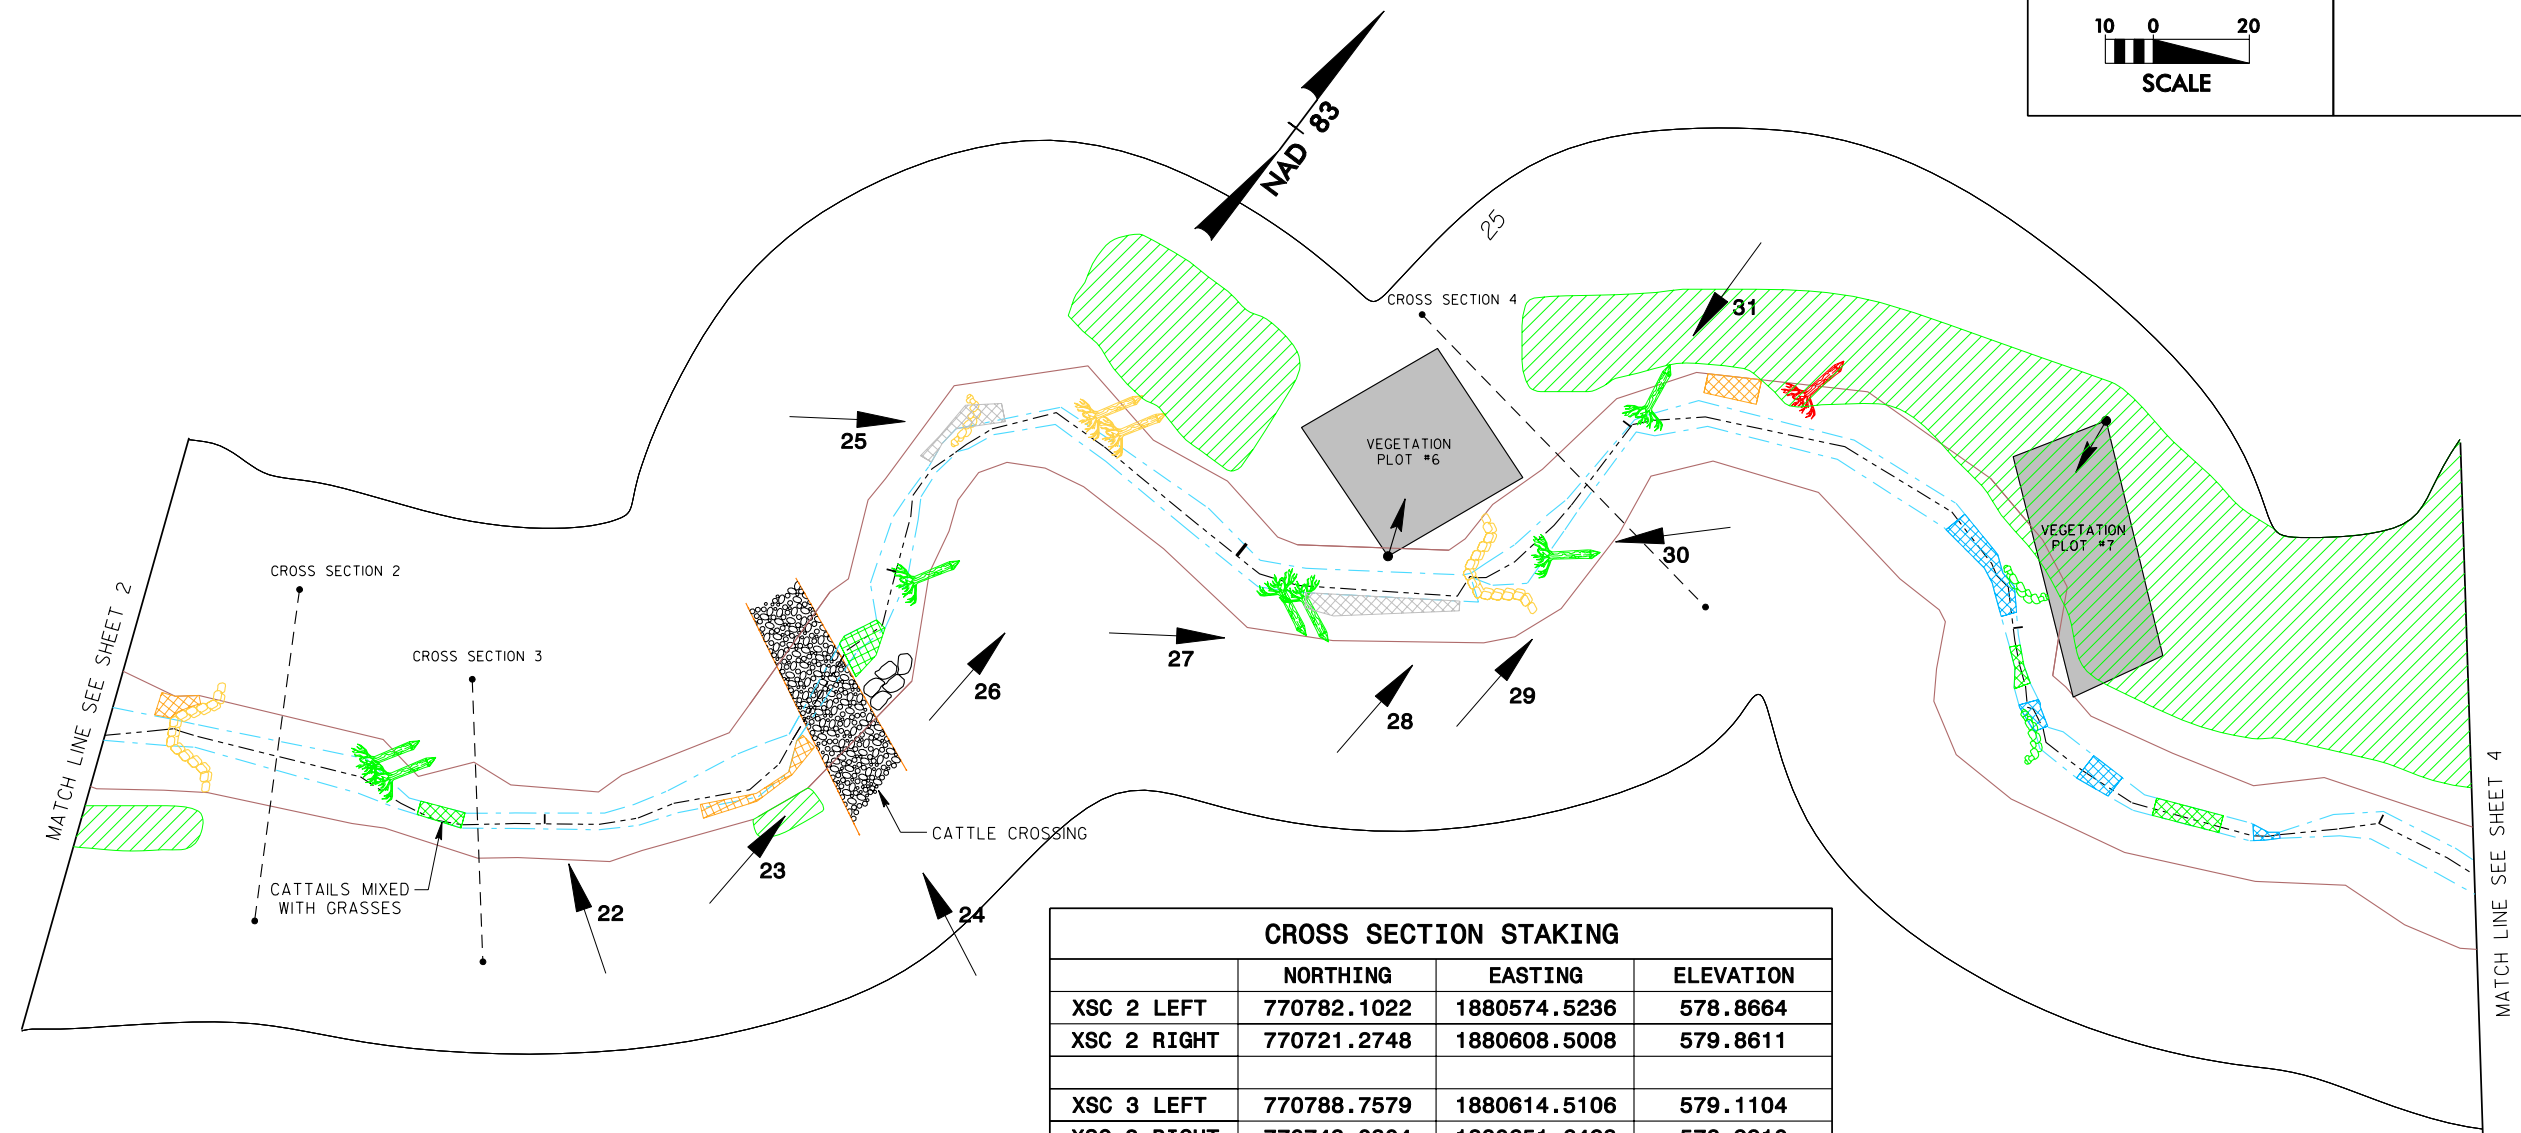 10 0 20
SCALE
NAD 83
25
CROSS SECTION 4
31
25
VEGETATION
PLOT #6
VEGETATION
PLOT #7
30
CROSS SECTION 2
CROSS SECTION 3
MATCH LINE SEE SHEET 2
27
26
28
29
CATTLE CROSSING
23
CATTAILS MIXED
WITH GRASSES
22
24
MATCH LINE SEE SHEET 4
CROSS SECTION STAKING
NORTHING EASTING ELEVATION
XSC 2 LEFT 770782.1022 1880574.5236 578.8664
XSC 2 RIGHT 770721.2748 1880608.5008 579.8611
XSC 3 LEFT 770788.7579 1880614.5106 579.1104
XSC 3 RIGHT